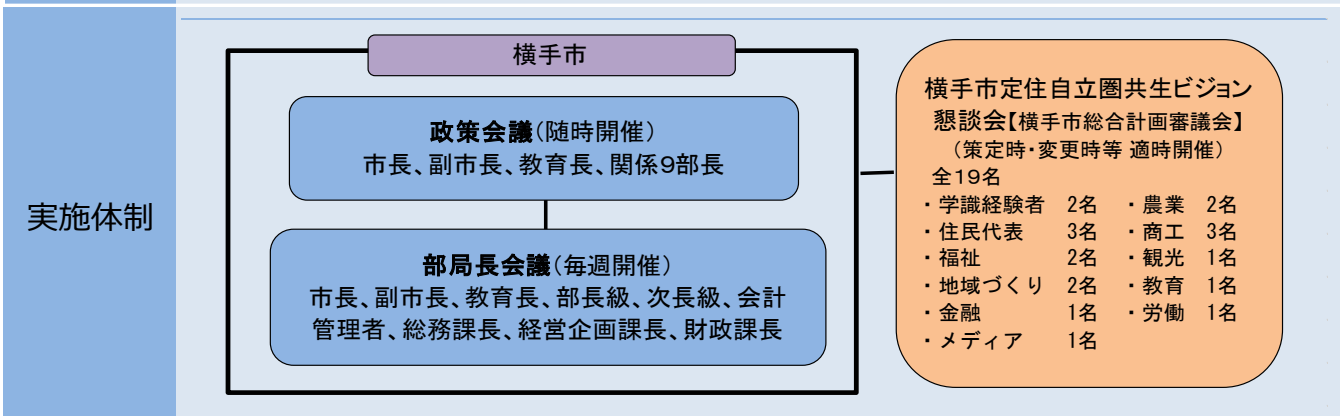 実施体制
横手市
政策会議(随時開催)
市長、副市長、教育長、関係9部長
部局長会議(毎週開催)
市長、副市長、教育長、部長級、次長級、会計
管理者、総務課長、経営企画課長、財政課長
横手市定住自立圏共生ビジョン
懇談会【横手市総合計画審議会】
(策定時・変更時等 適時開催)
全19名
・学識経験者 2名 ・農業 2名
・住民代表 3名 ・商工 3名
・福祉 2名 ・観光 1名
・地域づくり 2名 ・教育 1名
・金融 1名 ・労働 1名
・メディア 1名